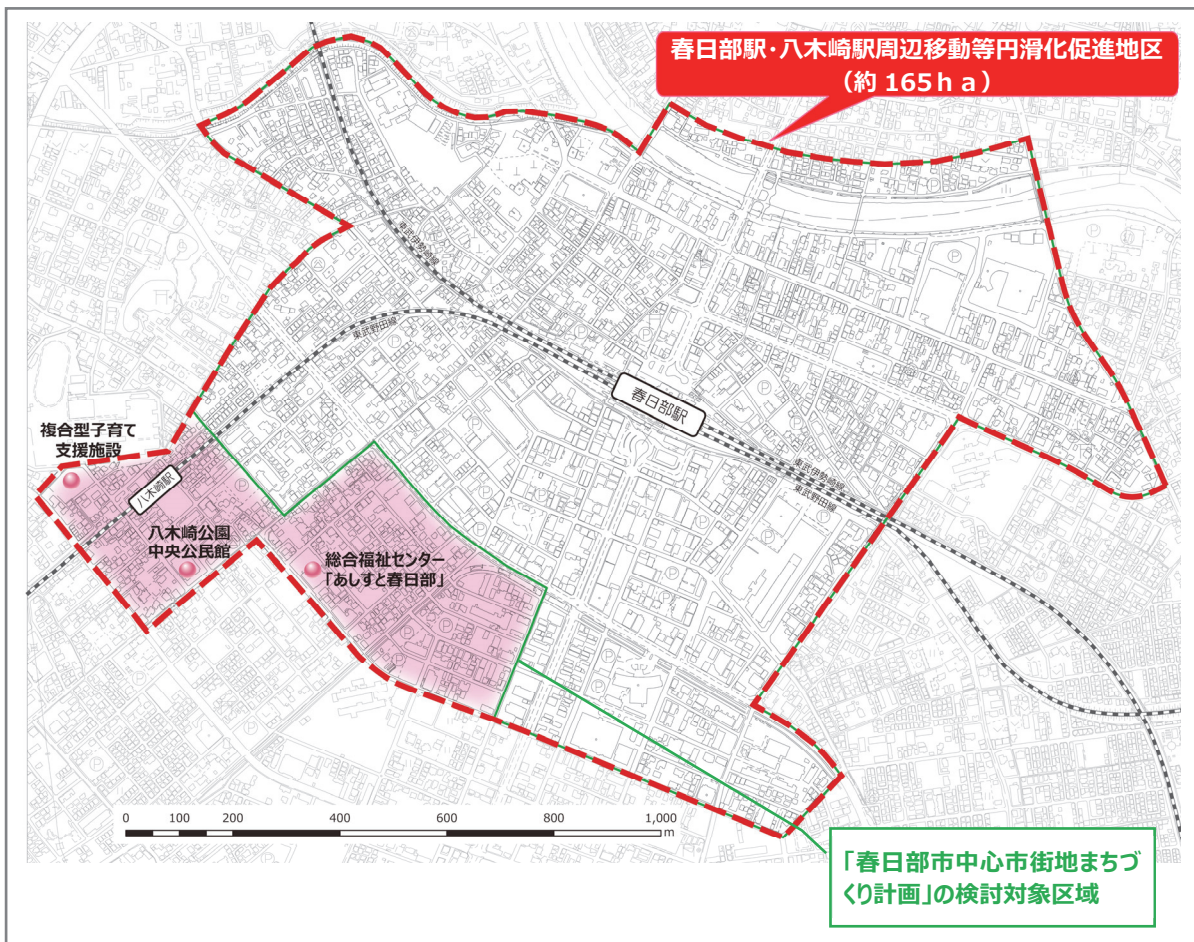 春日部駅・八木崎駅周辺移動等円滑化促進地区
（約 165ｈａ）
東武伊勢崎線
東武野田線
春日部駅
複合型子育て
支援施設
八木崎駅
東武伊勢崎線
東武野田線
八木崎公園
中央公民館
総合福祉センター
「あしすと春日部」
0 100 200 400 600 800 1,000
m
「春日部市中心市街地まちづ
くり計画」の検討対象区域